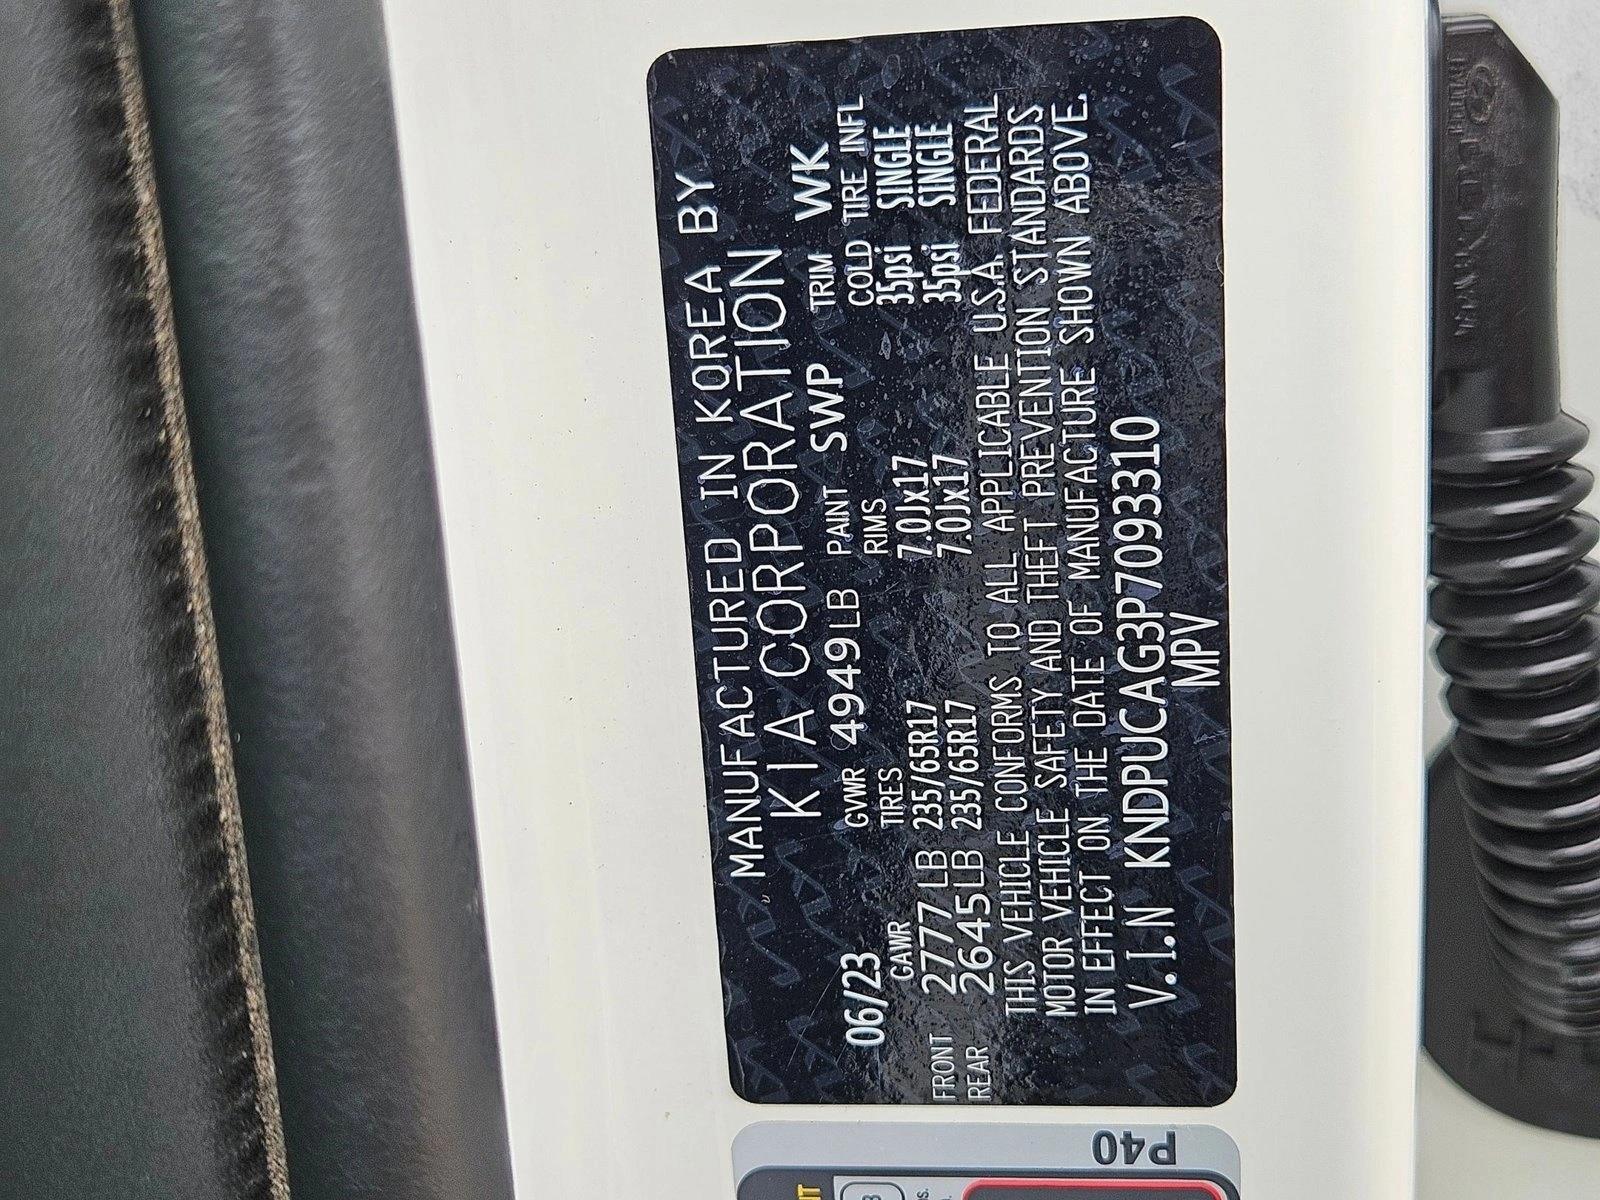 MANUFACTURED IN KOREA BY
KIA CORPORATION
06/23 GVWR 4949LB PAINT SWP TRIM WK
GAWR TIRES RIMS COLD TIRE INFL
FRONT 2777 LB 235/65R17 7.0Jx17 35psi SINGLE
REAR 2645LB 235/65R17 7.0Jx17 35psi SINGLE
THIS VEHICLE CONFORMS TO ALL APPLICABLE U.S.A. FEDERAL
MOTOR VEHICLE SAFETY AND THEFT PREVENTION STANDARDS
IN EFFECT ON THE DATE OF MANUFACTURE SHOWN ABOVE.
V.I.N KNDPUCAG3P7093310
MPV
P40